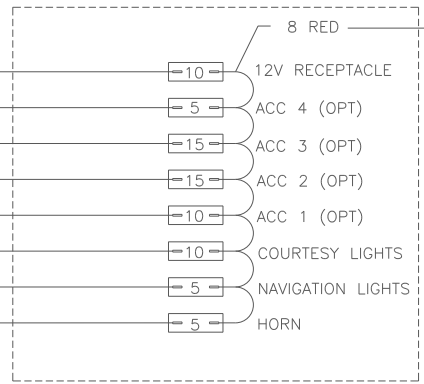 8 RED
10 12V RECEPTACLE
5 ACC 4 (OPT)
15 ACC 3 (OPT)
15 ACC 2 (OPT)
10 ACC 1 (OPT)
10 COURTESY LIGHTS
5 NAVIGATION LIGHTS
5 HORN